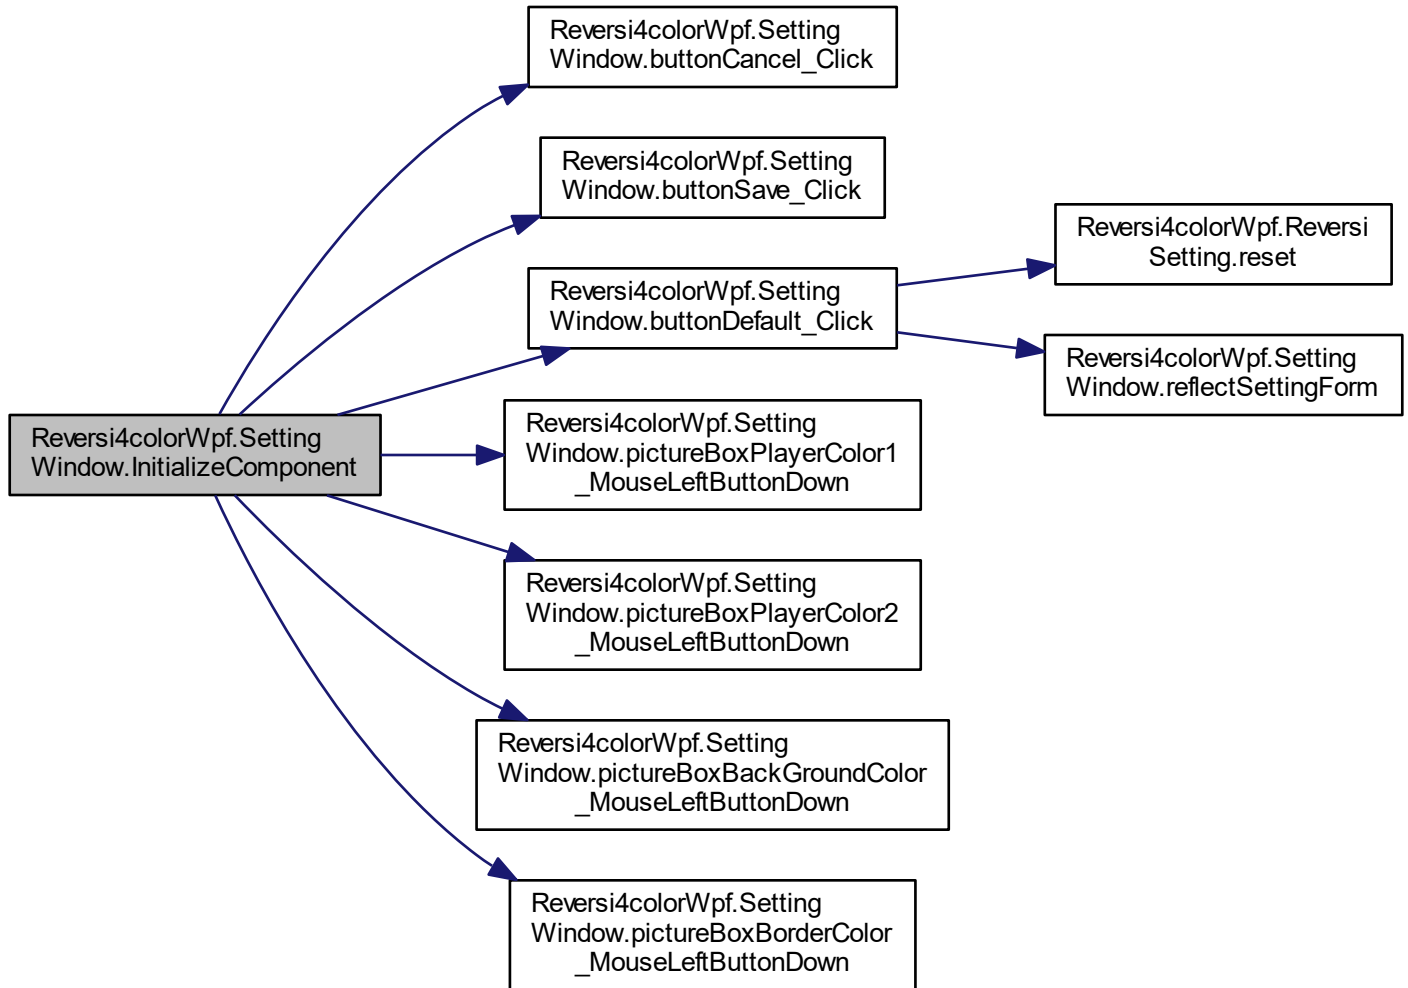 Reversi4colorWpf.Setting
Window.buttonCancel_Click
Reversi4colorWpf.Setting
Window.buttonSave_Click
Reversi4colorWpf.Reversi
Setting.reset
Reversi4colorWpf.Setting
Window.buttonDefault_Click
Reversi4colorWpf.Setting
Window.reflectSettingForm
Reversi4colorWpf.Setting
Window.InitializeComponent
Reversi4colorWpf.Setting
Window.pictureBoxPlayerColor1
_MouseLeftButtonDown
Reversi4colorWpf.Setting
Window.pictureBoxPlayerColor2
_MouseLeftButtonDown
Reversi4colorWpf.Setting
Window.pictureBoxBackGroundColor
_MouseLeftButtonDown
Reversi4colorWpf.Setting
Window.pictureBoxBorderColor
_MouseLeftButtonDown